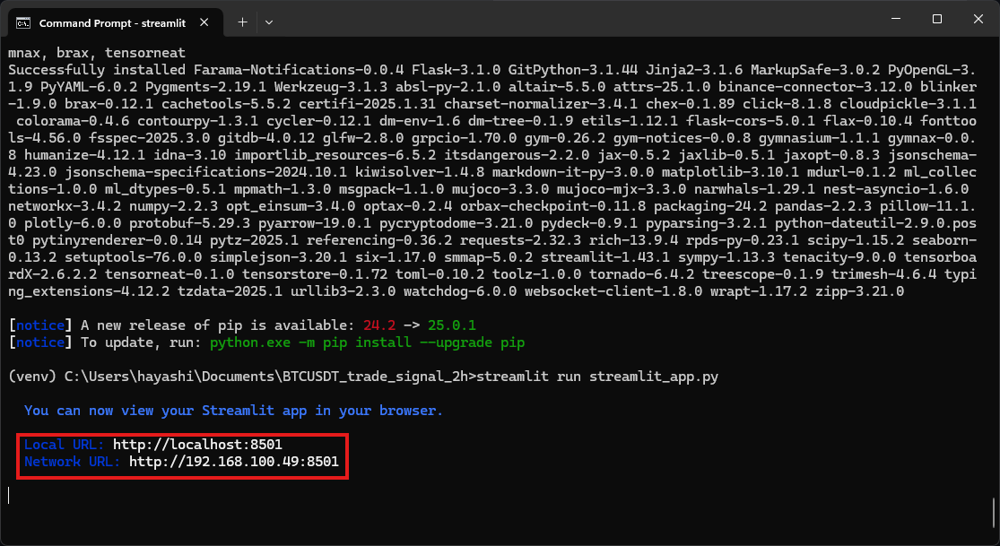 Command Prompt - streamlit
mnax, brax, tensorneat
Successfully installed Farama-Notifications-0.0.4 Flask-3.1.0 GitPython-3.1.44 Jinja2-3.1.6 MarkupSafe-3.0.2 PyOpenGL-3.
1.9 PyYAML-6.0.2 Pygments-2.19.1 Werkzeug-3.1.3 absl-py-2.1.0 altair-5.5.0 attrs-25.1.0 binance-connector-3.12.0 blinker
-1.9.0 brax-0.12.1 cachetools-5.5.2 certifi-2025.1.31 charset-normalizer-3.4.1 chex-0.1.89 click-8.1.8 cloudpickle-3.1.1
colorama-0.4.6 contourpy-1.3.1 cycler-0.12.1 dm-env-1.6 dm-tree-0.1.9 etils-1.12.1 flask-cors-5.0.1 flax-0.10.4 fonttoo
ls-4.56.0 fsspec-2025.3.0 gitdb-4.0.12 glfw-2.8.0 grpcio-1.70.0 gym-0.26.2 gym-notices-0.0.8 gymnasium-1.1.1 gymnax-0.0.
8 humanize-4.12.1 idna-3.10 importlib_resources-6.5.2 itsdangerous-2.2.0 jax-0.5.2 jaxlib-0.5.1 jaxopt-0.8.3 jsonschema-
4.23.0 jsonschema-specifications-2024.10.1 kiwisolver-1.4.8 markdown-it-py-3.0.0 matplotlib-3.10.1 mdurl-0.1.2 ml_collec
tions-1.0.0 ml_dtypes-0.5.1 mpmath-1.3.0 msgpack-1.1.0 mujoco-3.3.0 mujoco-mjx-3.3.0 narwhals-1.29.1 nest-asyncio-1.6.0
networkx-3.4.2 numpy-2.2.3 opt_einsum-3.4.0 optax-0.2.4 orbax-checkpoint-0.11.8 packaging-24.2 pandas-2.2.3 pillow-11.1.
0 plotly-6.0.0 protobuf-5.29.3 pyarrow-19.0.1 pycryptodome-3.21.0 pydeck-0.9.1 pyparsing-3.2.1 python-dateutil-2.9.0.pos
t0 pytinyrenderer-0.0.14 pytz-2025.1 referencing-0.36.2 requests-2.32.3 rich-13.9.4 rpds-py-0.23.1 scipy-1.15.2 seaborn-
0.13.2 setuptools-76.0.0 simplejson-3.20.1 six-1.17.0 smmap-5.0.2 streamlit-1.43.1 sympy-1.13.3 tenacity-9.0.0 tensorboa
rdX-2.6.2.2 tensorneat-0.1.0 tensorstore-0.1.72 toml-0.10.2 toolz-1.0.0 tornado-6.4.2 treescope-0.1.9 trimesh-4.6.4 typi
ng_extensions-4.12.2 tzdata-2025.1 urllib3-2.3.0 watchdog-6.0.0 websocket-client-1.8.0 wrapt-1.17.2 zipp-3.21.0
[notice] A new release of pip is available: 24.2 -> 25.0.1
[notice] To update, run: python.exe -m pip install --upgrade pip
(venv) C:\Users\hayashi\Documents\BTCUSDT_trade_signal_2h>streamlit run streamlit_app.py
You can now view your Streamlit app in your browser.
Local URL: http://localhost:8501
Network URL: http://192.168.100.49:8501